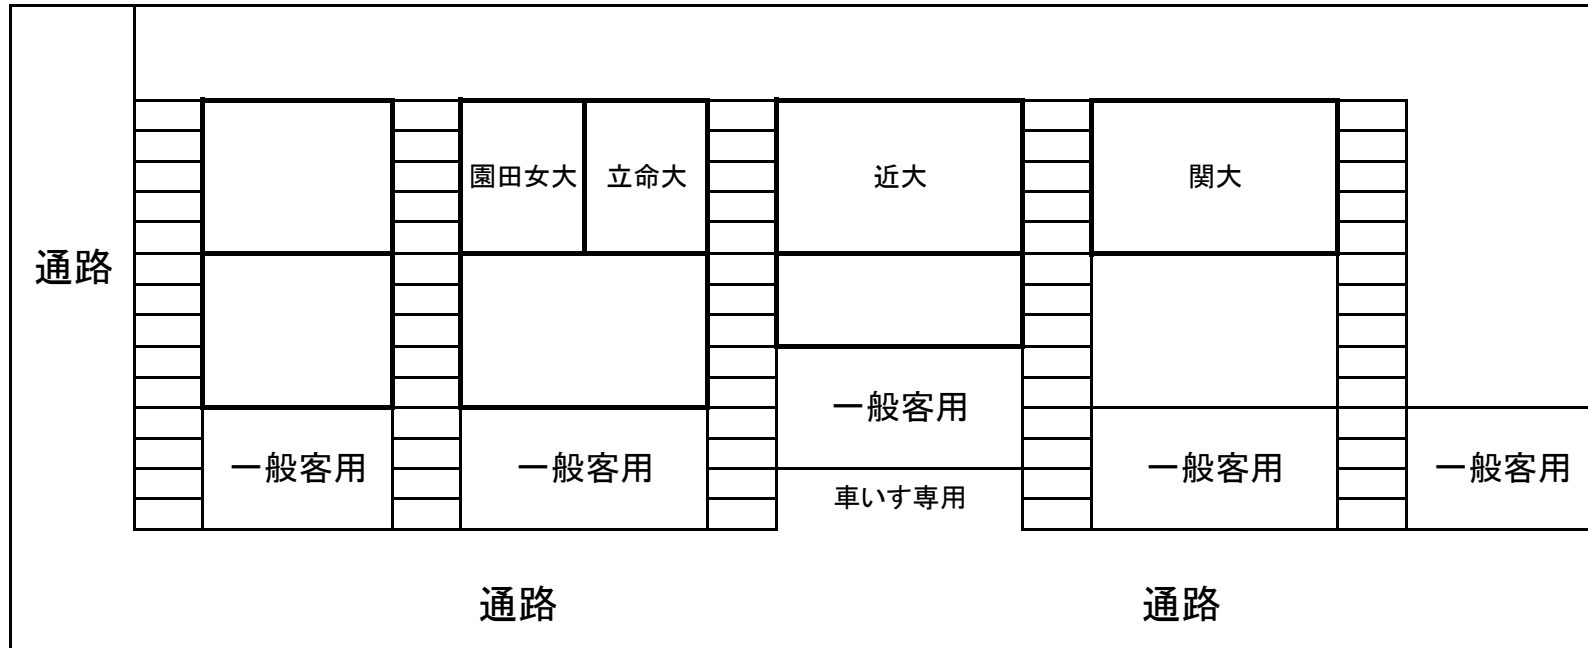 園田女大
立命大
近大
関大
通路
一般客用
一般客用
一般客用
一般客用
一般客用
車いす専用
通路
通路